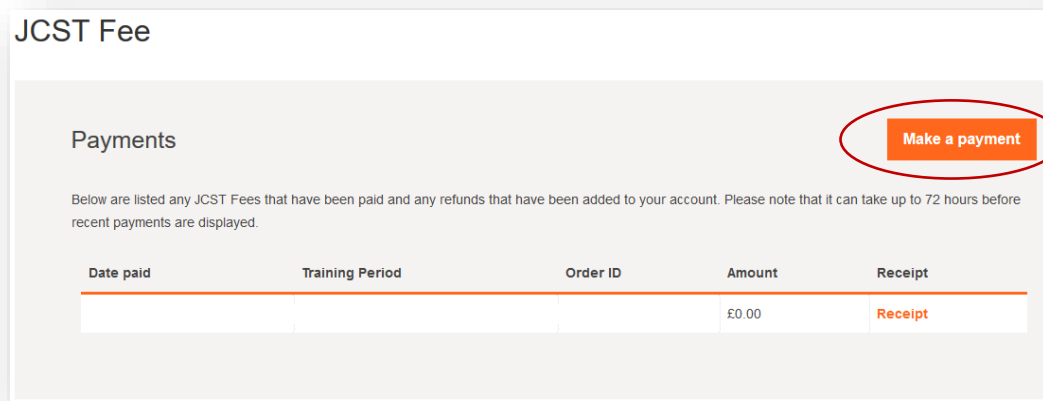 JCST Fee
Payments
Make a payment
Below are listed any JCST Fees that have been paid and any refunds that have been added to your account. Please note that it can take up to 72 hours before
recent payments are displayed.
Date paid Training Period Order ID Amount Receipt
£0.00 Receipt